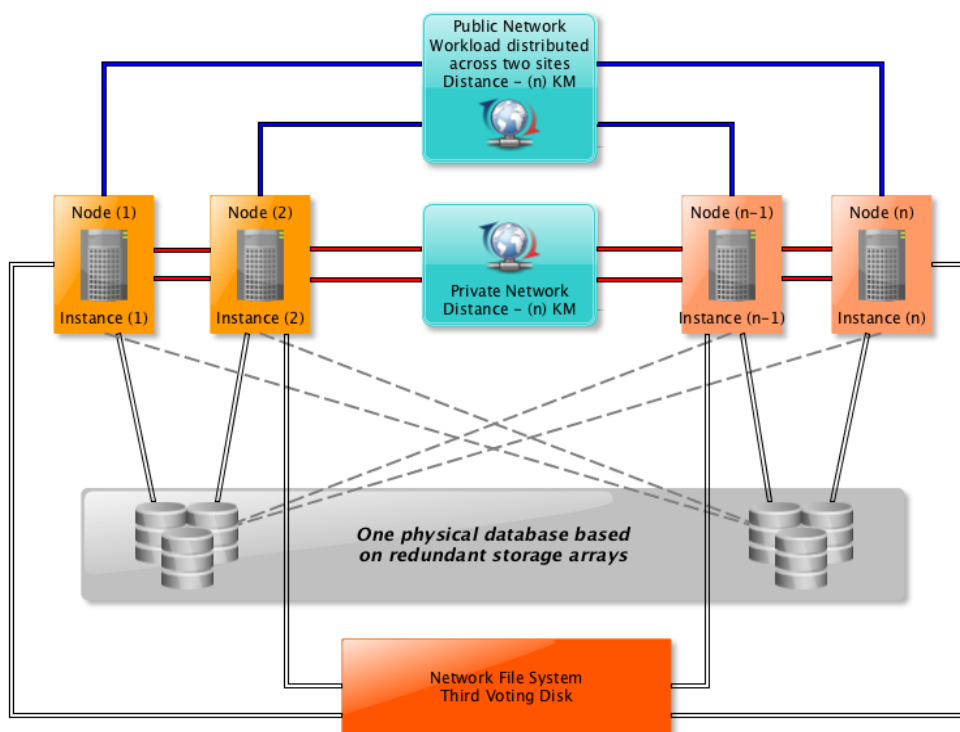 Public Network
Workload distributed
across two sites
Distance – (n) KM
Node (1)
Instance (1)
Node (2)
Instance (2)
Private Network
Distance – (n) KM
Node (n-1)
Instance (n-1)
Node (n)
Instance (n)
One physical database based
on redundant storage arrays
Network File System
Third Voting Disk